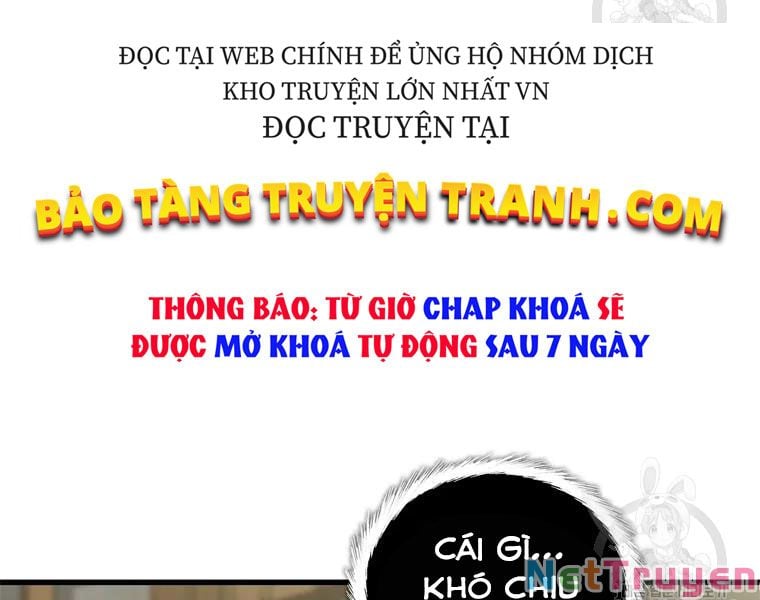 ĐỌC TẠI WEB CHÍNH ĐỂ ỦNG HỘ NHÓM DỊCH
KHO TRUYỆN LỚN NHẤT VN
ĐỌC TRUYỆN TẠI
BẢO TÀNG TRUYỆN TRANH.COM
THÔNG BÁO: TỪ GIỜ CHAP KHOÁ SẼ
ĐƯỢC MỞ KHOÁ TỰ ĐỘNG SAU 7 NGÀY
CÁI GÌ...
KHÓ CHỊU
NetTruyen